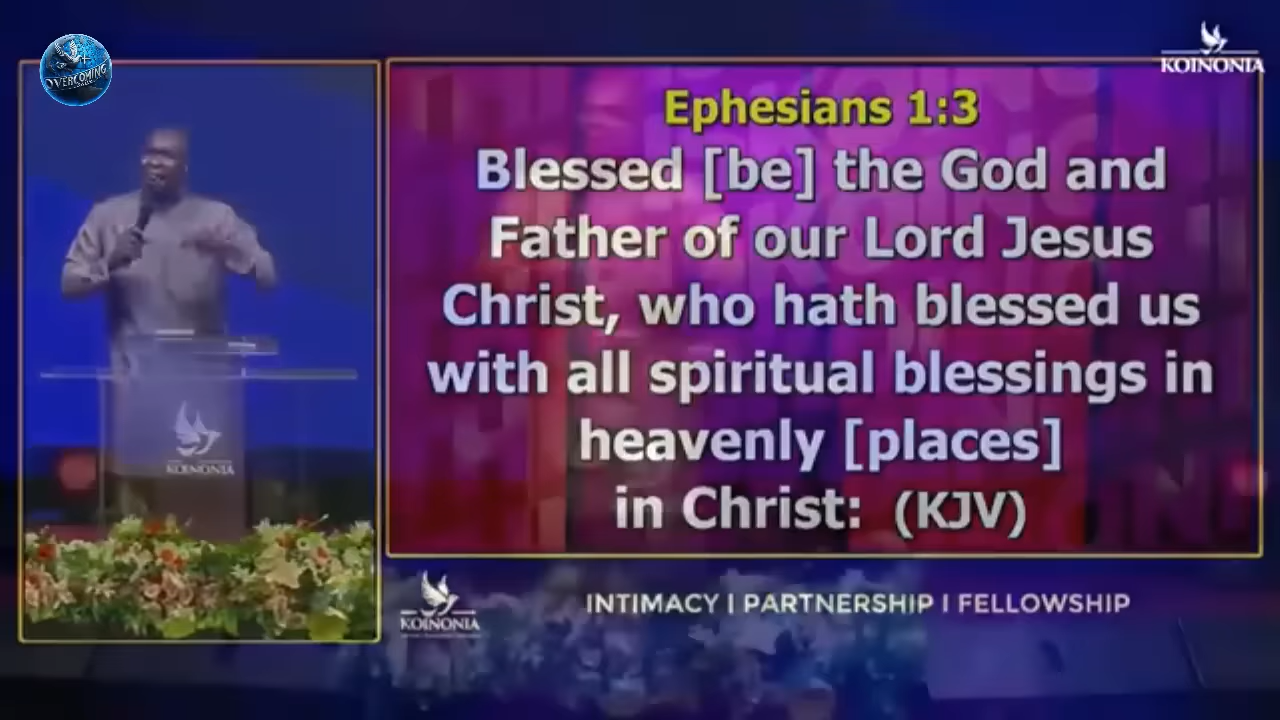 OVERCOMING
KOINONIA
Ephesians 1:3
Blessed [be] the God and
Father of our Lord Jesus
Christ, who hath blessed us
with all spiritual blessings in
heavenly [places]
in Christ: (KJV)
KOINONIA
KOINONIA
INTIMACY | PARTNERSHIP | FELLOWSHIP